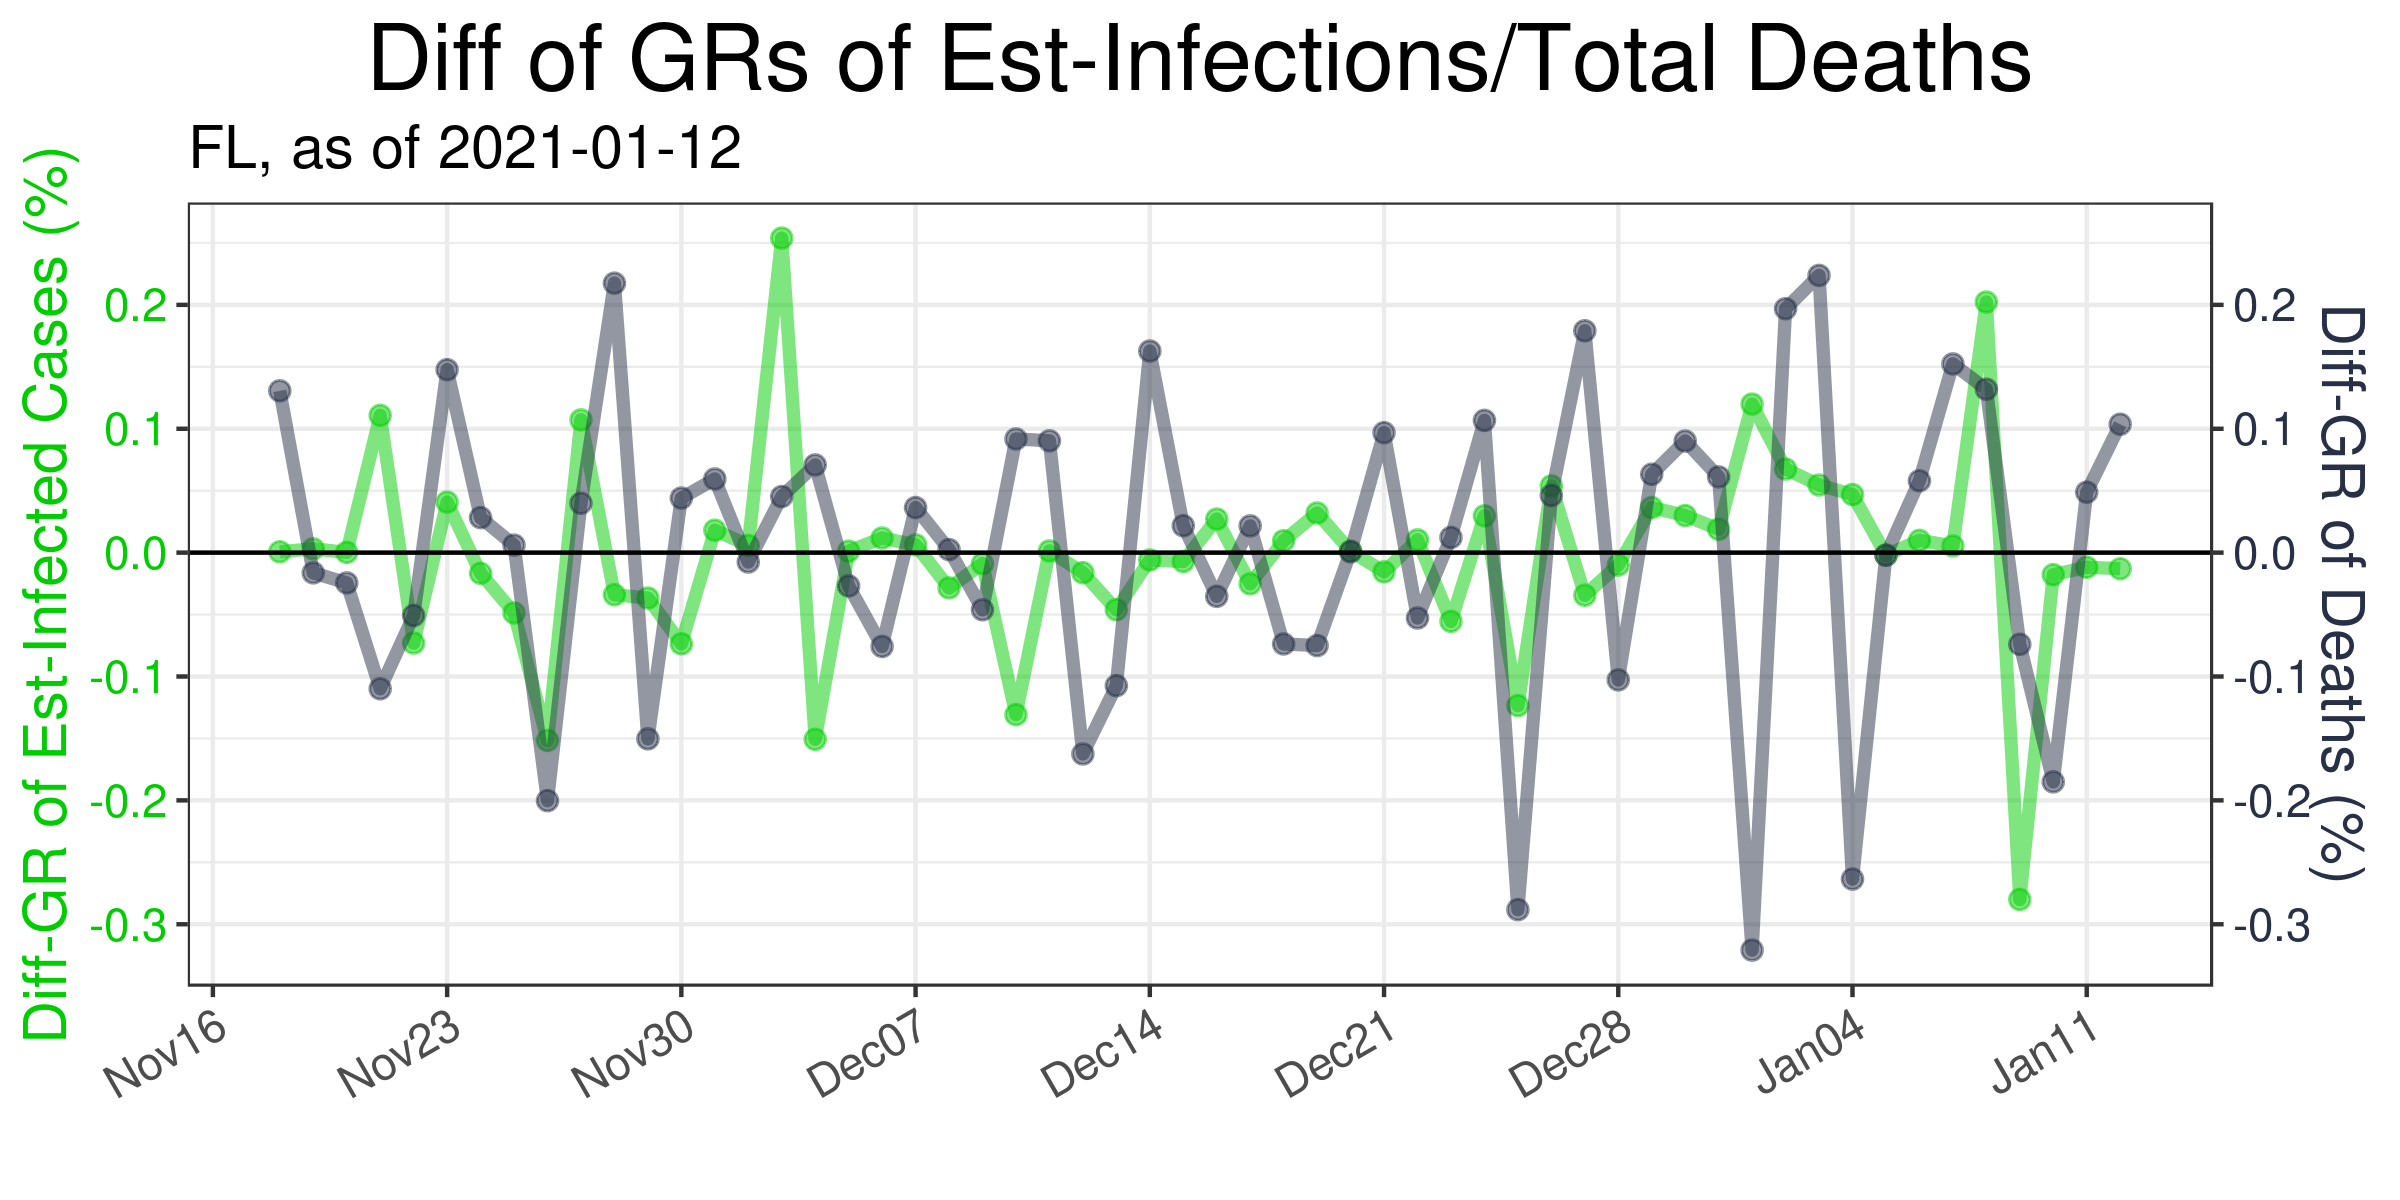 Diff of GRs of Est-Infections/Total Deaths
FL, as of 2021-01-12
Diff-GR of Est-Infected Cases (%)
0.2
0.1
0.0
-0.1
-0.2
-0.3
0.2
0.1
0.0
-0.1
-0.2
-0.3
Diff-GR of Deaths (%)
Nov16
Nov23
Nov30
Dec07
Dec14
Dec21
Dec28
Jan04
Jan11